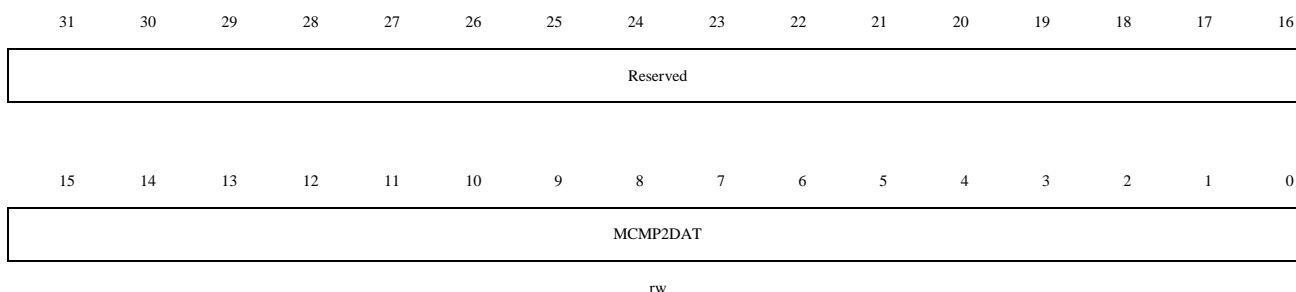 31 30 29 28 27 26 25 24 23 22 21 20 19 18 17 16
Reserved
15 14 13 12 11 10 9 8 7 6 5 4 3 2 1 0
MCMP2DAT
rw